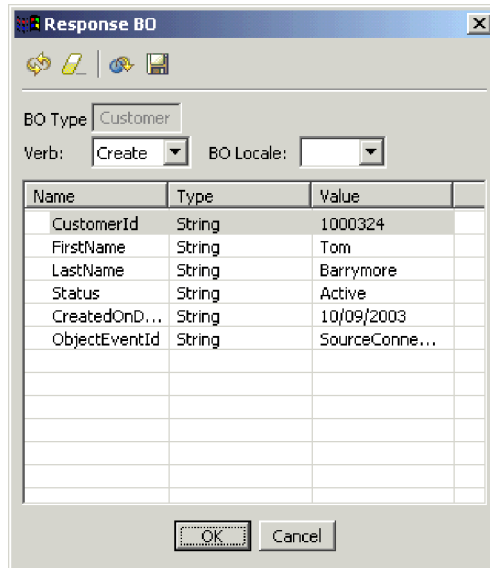 Response BO
BO Type Customer
Verb: Create BO Locale:
Name Type Value
CustomerId String 1000324
FirstName String Tom
LastName String Barrymore
Status String Active
CreatedOnD... String 10/09/2003
ObjectEventId String SourceConne...
OK Cancel